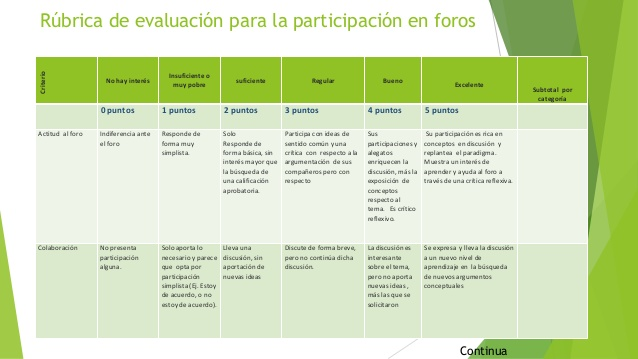 Rúbrica de evaluación para la participación en foros
Criterio
No hay interés
Insuficiente o
muy pobre
suficiente
Regular
Bueno
Excelente
Subtotal por
categoría
0 puntos
1 puntos
2 puntos
3 puntos
4 puntos
5 puntos
Actitud al foro
Indiferencia ante
el foro
Responde de
forma muy
simplista.
Solo
Responde de
forma básica, sin
interés mayor que
la búsqueda de
una calificación
aprobatoria.
Participa con ideas de
sentido común y una
crítica con respecto a la
argumentación de sus
compañeros pero con
respecto
Sus
participaciones y
alegatos
enriquecen la
discusión, más la
exposición de
conceptos
respecto al
tema. Es crítico
reflexivo.
Su participación es rica en
conceptos en discusión y
replantea el paradigma.
Muestra un interés de
aprender y ayuda al foro a
través de una crítica reflexiva.
Colaboración
No presenta
participación
alguna.
Solo aporta lo
necesario y parece
que opta por
participación
simplista (Ej. Estoy
de acuerdo, o no
estoy de acuerdo).
Lleva una
discusión, sin
aportación de
nuevas ideas
Discute de forma breve,
pero no continúa dicha
discusión.
La discusión es
interesante
sobre el tema,
pero no aporta
nuevas ideas,
más las que se
solicitaron
Se expresa y lleva la discusión
a un nuevo nivel de
aprendizaje en la búsqueda
de nuevos argumentos
conceptuales
Continua